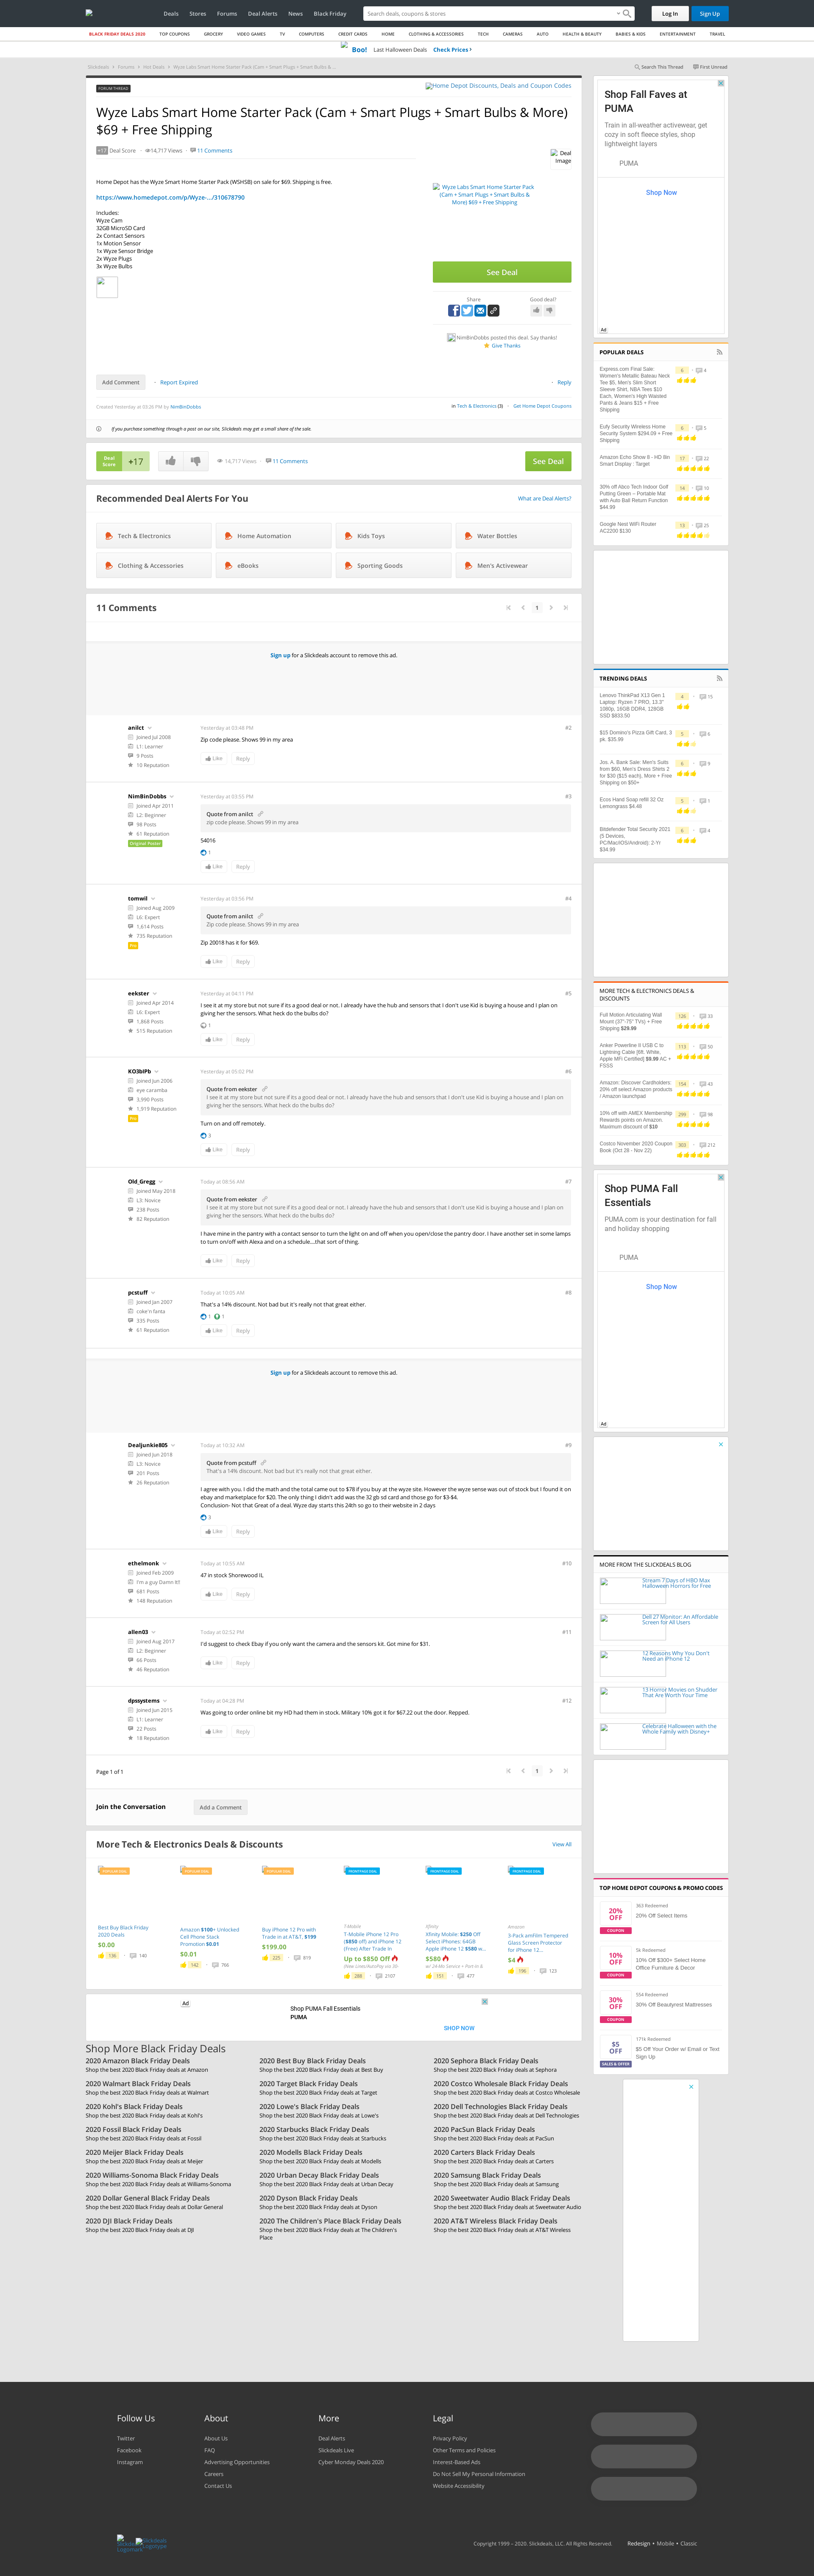 Deals Stores Forums Deal Alerts News Black Friday
Search deals, coupons & stores
Log In Sign Up
BLACK FRIDAY DEALS 2020 TOP COUPONS GROCERY VIDEO GAMES TV COMPUTERS CREDIT CARDS HOME CLOTHING & ACCESSORIES TECH CAMERAS AUTO HEALTH & BEAUTY BABIES & KIDS ENTERTAINMENT TRAVEL
Boo! Last Halloween Deals Check Prices
Slickdeals Forums Hot Deals Wyze Labs Smart Home Starter Pack (Cam + Smart Plugs + Smart Bulbs & ...
Search This Thread First Unread
FORUM THREAD
Home Depot Discounts, Deals and Coupon Codes
Wyze Labs Smart Home Starter Pack (Cam + Smart Plugs + Smart Bulbs & More)
$69 + Free Shipping
+17 Deal Score 14,717 Views 11 Comments
Deal
Image
Home Depot has the Wyze Smart Home Starter Pack (WSHSB) on sale for $69. Shipping is free.
https://www.homedepot.com/p/Wyze-.../310678790
Includes:
Wyze Cam
32GB MicroSD Card
2x Contact Sensors
1x Motion Sensor
1x Wyze Sensor Bridge
2x Wyze Plugs
3x Wyze Bulbs
Wyze Labs Smart Home Starter Pack
(Cam + Smart Plugs + Smart Bulbs &
More) $69 + Free Shipping
See Deal
Share Good deal?
NimBinDobbs posted this deal. Say thanks!
Give Thanks
Add Comment Report Expired Reply
Created Yesterday at 03:36 PM by NimBinDobbs
in Tech & Electronics (3) Get Home Depot Coupons
If you purchase something through a post on our site, Slickdeals may get a small share of the sale.
Deal
Score +17
14,717 Views 11 Comments
See Deal
Recommended Deal Alerts For You What are Deal Alerts?
Tech & Electronics Home Automation Kids Toys Water Bottles
Clothing & Accessories eBooks Sporting Goods Men's Activewear
11 Comments 1
Sign up for a Slickdeals account to remove this ad.
anilct Yesterday at 03:48 PM #2
Joined Jul 2008
L1: Learner
9 Posts
10 Reputation
Zip code please. Shows 99 in my area
Like Reply
NimBinDobbs Yesterday at 03:55 PM #3
Joined Apr 2011
L2: Beginner
98 Posts
61 Reputation
Original Poster
Quote from anilct
zip code please. Shows 99 in my area
54016
1
Like Reply
tomwil Yesterday at 03:56 PM #4
Joined Aug 2009
L6: Expert
1,614 Posts
735 Reputation
Pro
Quote from anilct
Zip code please. Shows 99 in my area
Zip 20018 has it for $69.
Like Reply
eekster Yesterday at 04:11 PM #5
Joined Apr 2014
L6: Expert
1,868 Posts
515 Reputation
I see it at my store but not sure if its a good deal or not. I already have the hub and sensors that I don't use Kid is buying a house and I plan on
giving her the sensors. What heck do the bulbs do?
1
Like Reply
KO3bIPb Yesterday at 05:02 PM #6
Joined Jun 2006
eye caramba
3,990 Posts
1,919 Reputation
Pro
Quote from eekster
I see it at my store but not sure if its a good deal or not. I already have the hub and sensors that I don't use Kid is buying a house and I plan on
giving her the sensors. What heck do the bulbs do?
Turn on and off remotely.
3
Like Reply
Old_Gregg Today at 08:56 AM #7
Joined May 2018
L3: Novice
238 Posts
82 Reputation
Quote from eekster
I see it at my store but not sure if its a good deal or not. I already have the hub and sensors that I don't use Kid is buying a house and I plan on
giving her the sensors. What heck do the bulbs do?
I have mine in the pantry with a contact sensor to turn the light on and off when you open/close the pantry door. I have another set in some lamps
to turn on/off with Alexa and on a schedule....that sort of thing.
Like Reply
pcstuff Today at 10:05 AM #8
Joined Jan 2007
coke'n fanta
335 Posts
61 Reputation
That's a 14% discount. Not bad but it's really not that great either.
1 1
Like Reply
Sign up for a Slickdeals account to remove this ad.
Dealjunkie805 Today at 10:32 AM #9
Joined Jun 2018
L3: Novice
201 Posts
26 Reputation
Quote from pcstuff
That's a 14% discount. Not bad but it's really not that great either.
I agree with you. I did the math and the total came out to $78 if you buy at the wyze site. However the wyze sense was out of stock but I found it on
ebay and marketplace for $20. The only thing I didn't add was the 32 gb sd card and those go for $3-$4.
Conclusion- Not that Great of a deal. Wyze day starts this 24th so go to their website in 2 days
3
Like Reply
ethelmonk Today at 10:55 AM #10
Joined Feb 2009
I'm a guy Damn It!!
681 Posts
148 Reputation
47 in stock Shorewood IL
Like Reply
allen03 Today at 02:52 PM #11
Joined Aug 2017
L2: Beginner
66 Posts
46 Reputation
I'd suggest to check Ebay if you only want the camera and the sensors kit. Got mine for $31.
Like Reply
dpssystems Today at 04:28 PM #12
Joined Jun 2015
L1: Learner
22 Posts
18 Reputation
Was going to order online bit my HD had them in stock. Military 10% got it for $67.22 out the door. Repped.
Like Reply
Page 1 of 1 1
Join the Conversation Add a Comment
More Tech & Electronics Deals & Discounts View All
POPULAR DEAL POPULAR DEAL POPULAR DEAL FRONTPAGE DEAL FRONTPAGE DEAL FRONTPAGE DEAL
Best Buy Black Friday
2020 Deals
$0.00
136 140
Amazon $100+ Unlocked
Cell Phone Stack
Promotion $0.01
$0.01
142 766
Buy iPhone 12 Pro with
Trade in at AT&T, $199
$199.00
225 819
T-Mobile
T-Mobile iPhone 12 Pro
($850 off) and iPhone 12
(Free) After Trade in
Up to $850 Off
208 2107
Xfinity
Xfinity Mobile: $250 Off
Select iPhones: 64GB
Apple iPhone 12 $580 w...
$580
w/ 24-Mo Service + Port-In &
151 477
Amazon
3-Pack amFilm Tempered
Glass Screen Protector
for iPhone 12...
$4
196 123
Ad
Shop PUMA Fall Essentials
PUMA
SHOP NOW
Show More Black Friday Deals
2020 Amazon Black Friday Deals
Shop the best 2020 Black Friday deals at Amazon
2020 Best Buy Black Friday Deals
Shop the best 2020 Black Friday deals at Best Buy
2020 Sephora Black Friday Deals
Shop the best 2020 Black Friday deals at Sephora
2020 Walmart Black Friday Deals
Shop the best 2020 Black Friday deals at Walmart
2020 Target Black Friday Deals
Shop the best 2020 Black Friday deals at Target
2020 Costco Wholesale Black Friday Deals
Shop the best 2020 Black Friday deals at Costco Wholesale
2020 Kohl's Black Friday Deals
Shop the best 2020 Black Friday deals at Kohl's
2020 Lowe's Black Friday Deals
Shop the best 2020 Black Friday deals at Lowe's
2020 Dell Technologies Black Friday Deals
Shop the best 2020 Black Friday deals at Dell Technologies
2020 Fossil Black Friday Deals
Shop the best 2020 Black Friday deals at Fossil
2020 Starbucks Black Friday Deals
Shop the best 2020 Black Friday deals at Starbucks
2020 PacSun Black Friday Deals
Shop the best 2020 Black Friday deals at PacSun
2020 Meijer Black Friday Deals
Shop the best 2020 Black Friday deals at Meijer
2020 Modells Black Friday Deals
Shop the best 2020 Black Friday deals at Modells
2020 Carters Black Friday Deals
Shop the best 2020 Black Friday deals at Carters
2020 Williams-Sonoma Black Friday Deals
Shop the best 2020 Black Friday deals at Williams-Sonoma
2020 Urban Decay Black Friday Deals
Shop the best 2020 Black Friday deals at Urban Decay
2020 Samsung Black Friday Deals
Shop the best 2020 Black Friday deals at Samsung
2020 Dollar General Black Friday Deals
Shop the best 2020 Black Friday deals at Dollar General
2020 Dyson Black Friday Deals
Shop the best 2020 Black Friday deals at Dyson
2020 Sweetwater Audio Black Friday Deals
Shop the best 2020 Black Friday deals at Sweetwater Audio
2020 DJI Black Friday Deals
Shop the best 2020 Black Friday deals at DJI
2020 The Children's Place Black Friday Deals
Shop the best 2020 Black Friday deals at The Children's
Place
2020 AT&T Wireless Black Friday Deals
Shop the best 2020 Black Friday deals at AT&T Wireless
Shop Fall Faves at
PUMA
Train in all-weather activewear, get
cozy in soft fleece styles, shop
lightweight layers
PUMA
Shop Now
Ad
POPULAR DEALS
Express.com Final Sale:
Women's Metallic Bateau Neck
Tee $5, Men's Slim Short
Sleeve Shirt, NBA Tees $10
Each, Women's High Waisted
Pants & Jeans $15 + Free
Shipping
6 4
Eufy Security Wireless Home
Security System $294.09 + Free
Shipping
6 5
Amazon Echo Show 8 - HD 8in
Smart Display : Target
17 22
30% off Abco Tech Indoor Golf
Putting Green – Portable Mat
with Auto Ball Return Function
$44.99
14 10
Google Nest WiFi Router
AC2200 $130
13 25
TRENDING DEALS
Lenovo ThinkPad X13 Gen 1
Laptop: Ryzen 7 PRO, 13.3"
1080p, 16GB DDR4, 128GB
SSD $833.50
4 15
$15 Domino's Pizza Gift Card, 3
pk. $35.99
5 6
Jos. A. Bank Sale: Men's Suits
from $60, Men's Dress Shirts 2
for $30 ($15 each), More + Free
Shipping on $50+
6 9
Ecos Hand Soap refill 32 Oz
Lemongrass $4.48
5 1
Bitdefender Total Security 2021
(5 Devices,
PC/Mac/iOS/Android): 2-Yr
$34.99
6 4
MORE TECH & ELECTRONICS DEALS &
DISCOUNTS
Full Motion Articulating Wall
Mount (37"-75" TVs) + Free
Shipping $29.99
126 33
Anker Powerline II USB C to
Lightning Cable [6ft. White,
Apple MFi Certified] $9.99 AC +
FSSS
113 50
Amazon: Discover Cardholders:
20% off select Amazon products
/ Amazon launchpad
154 43
10% off with AMEX Membership
Rewards points on Amazon.
Maximum discount of $10
299 98
Costco November 2020 Coupon
Book (Oct 28 - Nov 22)
303 212
Shop PUMA Fall
Essentials
PUMA.com is your destination for fall
and holiday shopping
PUMA
Shop Now
Ad
MORE FROM THE SLICKDEALS BLOG
Stream 7 Days of HBO Max
Halloween Horrors for Free
Dell 27 Monitor: An Affordable
Screen for All Users
12 Reasons Why You Don't
Need an iPhone 12
13 Horror Movies on Shudder
That Are Worth Your Time
Celebrate Halloween with the
Whole Family with Disney+
TOP HOME DEPOT COUPONS & PROMO CODES
20%
OFF
COUPON
363 Redeemed
20% Off Select Items
10%
OFF
COUPON
5k Redeemed
10% Off $300+ Select Home
Office Furniture & Decor
30%
OFF
COUPON
554 Redeemed
30% Off Beautyrest Mattresses
$5
OFF
SALES & OFFER
171k Redeemed
$5 Off Your Order w/ Email or Text
Sign Up
Follow Us About More Legal
Twitter
Facebook
Instagram
About Us
FAQ
Advertising Opportunities
Careers
Contact Us
Deal Alerts
Slickdeals Live
Cyber Monday Deals 2020
Privacy Policy
Other Terms and Policies
Interest-Based Ads
Do Not Sell My Personal Information
Website Accessibility
Slickdeals
Logomark
Slickdeals
Logotype
Copyright 1999 - 2020. Slickdeals, LLC. All Rights Reserved. Redesign • Mobile • Classic